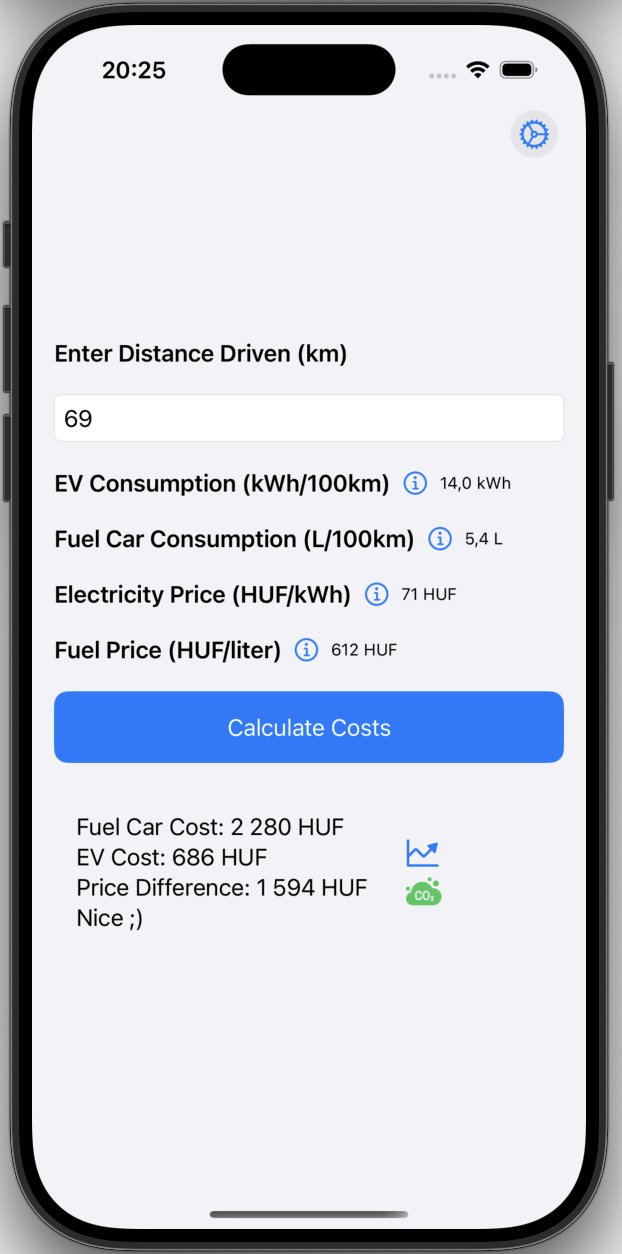 20:25
Enter Distance Driven (km)
69
EV Consumption (kWh/100km) 14,0 kWh
Fuel Car Consumption (L/100km) 5,4 L
Electricity Price (HUF/kWh) 71 HUF
Fuel Price (HUF/liter) 612 HUF
Calculate Costs
Fuel Car Cost: 2 280 HUF
EV Cost: 686 HUF
Price Difference: 1 594 HUF
CO₂
Nice ;)